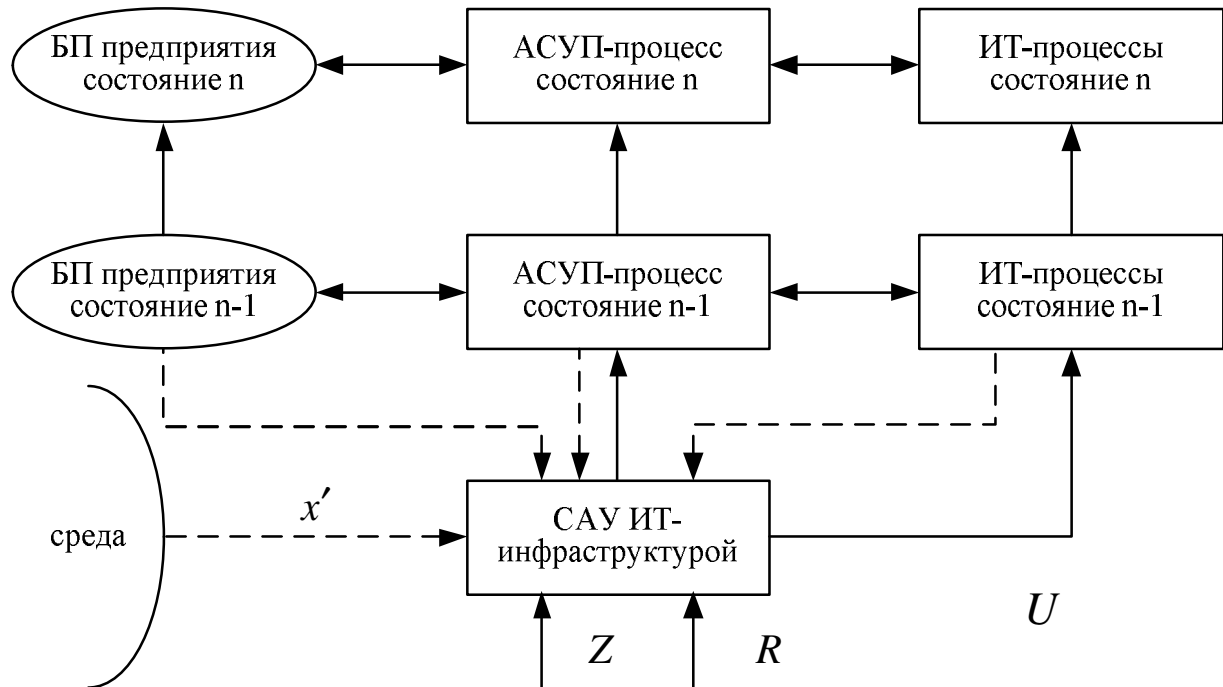 БП предприятия
состояние n
АСУП-процесс
состояние n
ИТ-процессы
состояние n
БП предприятия
состояние n-1
АСУП-процесс
состояние n-1
ИТ-процессы
состояние n-1
среда
x′
САУ ИТ-
инфраструктурой
U
Z
R